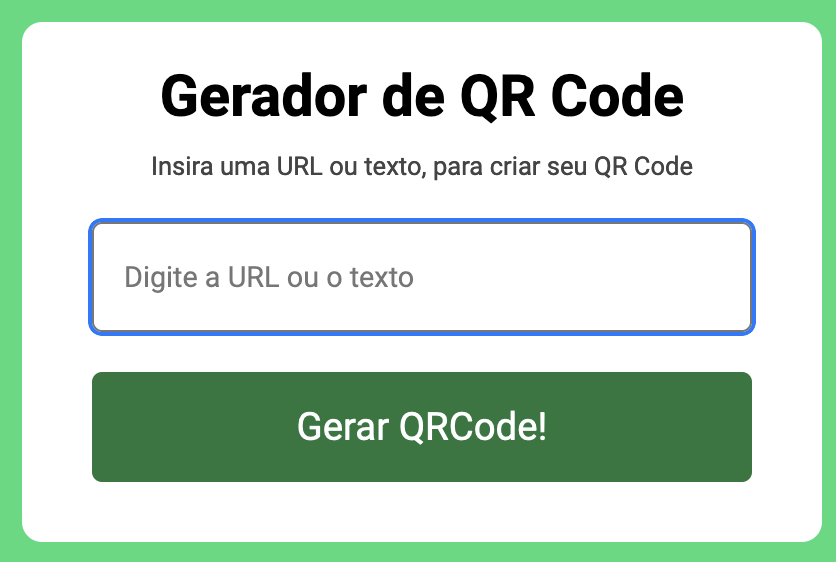 Gerador de QR Code
Insira uma URL ou texto, para criar seu QR Code
Digite a URL ou o texto
Gerar QRCode!